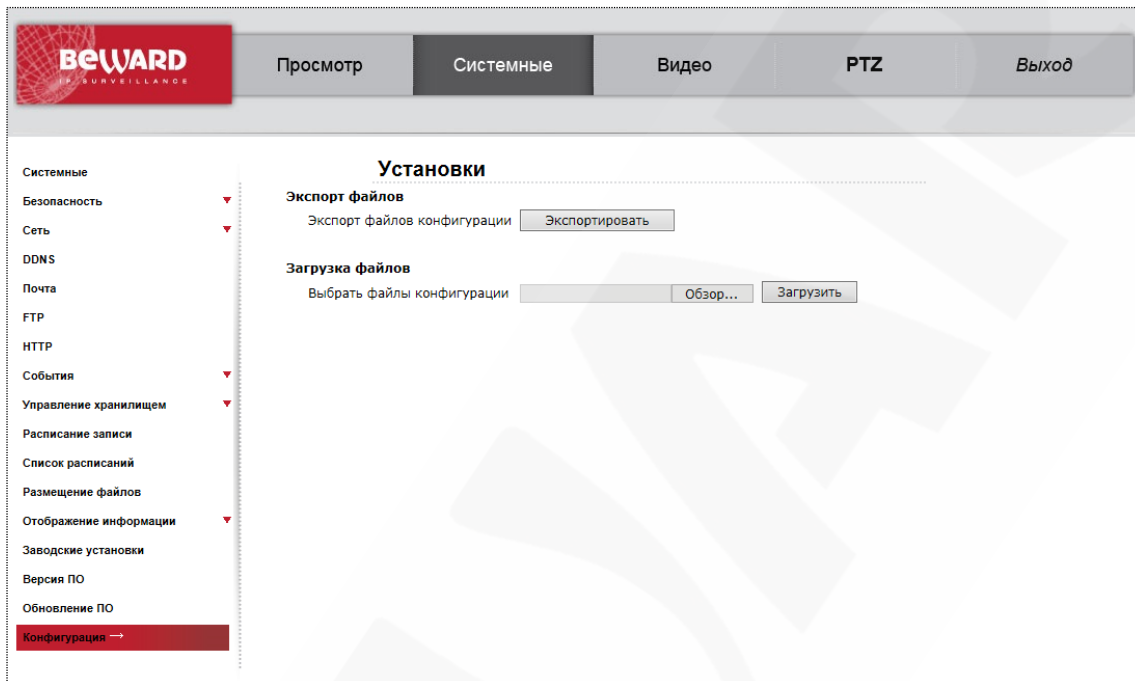 BEWARD
IP SURVEILLANCE
Просмотр
Системные
Видео
PTZ
Выход
Системные
Безопасность
Сеть
DDNS
Почта
FTP
HTTP
События
Управление хранилищем
Расписание записи
Список расписаний
Размещение файлов
Отображение информации
Заводские установки
Версия ПО
Обновление ПО
Конфигурация →
Установки
Экспорт файлов
Экспорт файлов конфигурации Экспортировать
Загрузка файлов
Выбрать файлы конфигурации Обзор... Загрузить